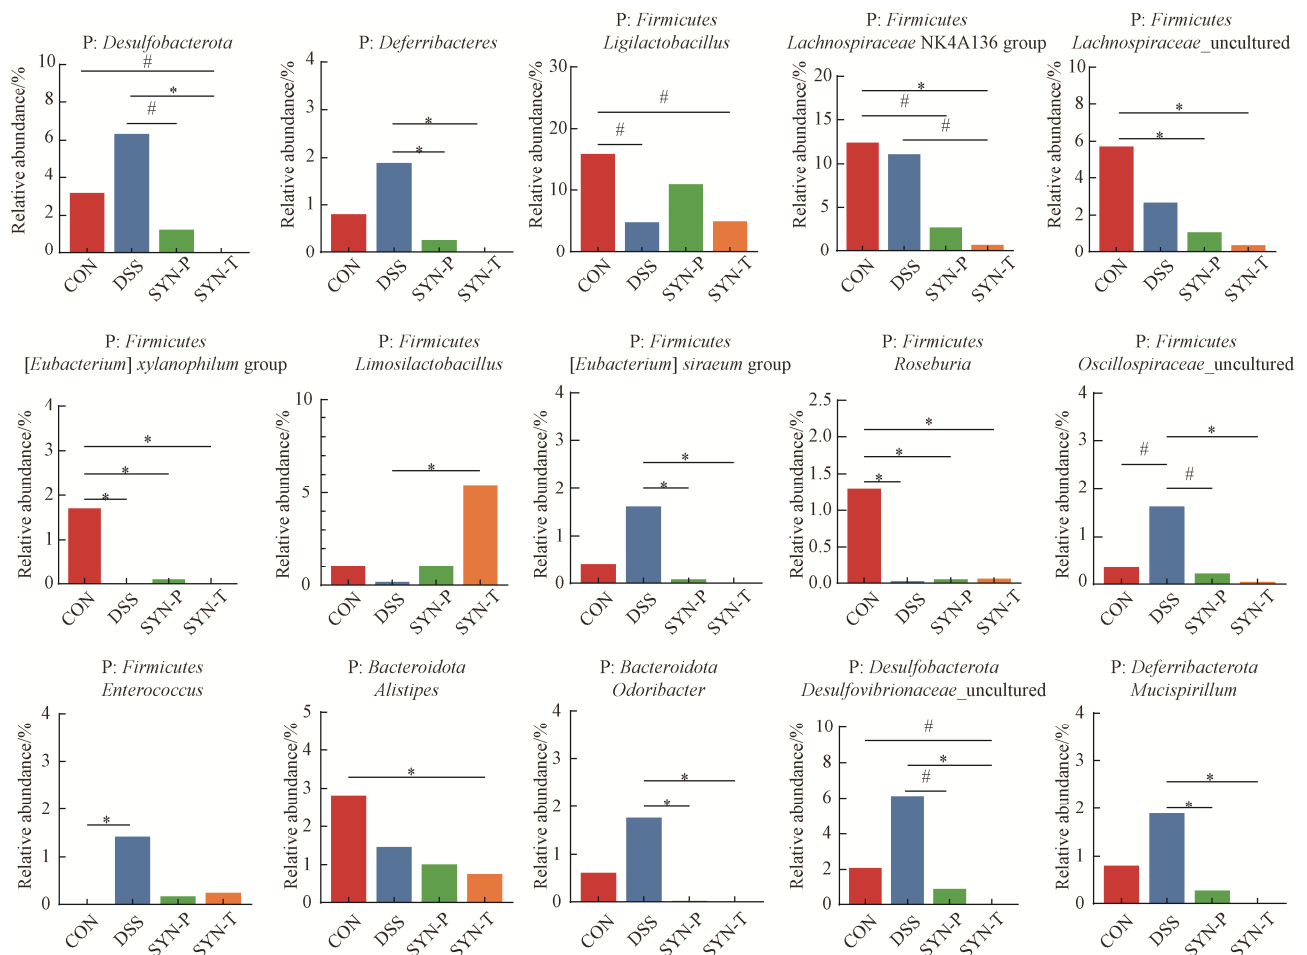 P: Desulfobacterota
Relative abundance/%
10
8
6
4
2
0
#
*
#
CON
DSS
SYN-P
SYN-T
P: Deferribacteres
Relative abundance/%
4
3
2
1
0
*
*
CON
DSS
SYN-P
SYN-T
P: Firmicutes
Ligilactobacillus
Relative abundance/%
30
20
10
0
#
#
CON
DSS
SYN-P
SYN-T
P: Firmicutes
Lachnospiraceae NK4A136 group
Relative abundance/%
20
15
10
5
0
*
#
#
CON
DSS
SYN-P
SYN-T
P: Firmicutes
Lachnospiraceae_uncultured
Relative abundance/%
10
8
6
4
2
0
*
*
CON
DSS
SYN-P
SYN-T
P: Firmicutes
[Eubacterium] xylanophilum group
Relative abundance/%
4
3
2
1
0
*
*
*
CON
DSS
SYN-P
SYN-T
P: Firmicutes
Limosilactobacillus
Relative abundance/%
10
5
0
*
CON
DSS
SYN-P
SYN-T
P: Firmicutes
[Eubacterium] siraeum group
Relative abundance/%
4
3
2
1
0
*
*
CON
DSS
SYN-P
SYN-T
P: Firmicutes
Roseburia
Relative abundance/%
2.5
2.0
1.5
1.0
0.5
0.0
*
*
*
CON
DSS
SYN-P
SYN-T
P: Firmicutes
Oscillospiraceae_uncultured
Relative abundance/%
4
3
2
1
0
*
#
#
CON
DSS
SYN-P
SYN-T
P: Firmicutes
Enterococcus
Relative abundance/%
4
3
2
1
0
*
CON
DSS
SYN-P
SYN-T
P: Bacteroidota
Alistipes
Relative abundance/%
5
4
3
2
1
0
*
CON
DSS
SYN-P
SYN-T
P: Bacteroidota
Odoribacter
Relative abundance/%
4
3
2
1
0
*
*
CON
DSS
SYN-P
SYN-T
P: Desulfobacterota
Desulfovibrionaceae_uncultured
Relative abundance/%
10
8
6
4
2
0
#
*
#
CON
DSS
SYN-P
SYN-T
P: Deferribacterota
Mucispirillum
Relative abundance/%
4
3
2
1
0
*
*
CON
DSS
SYN-P
SYN-T